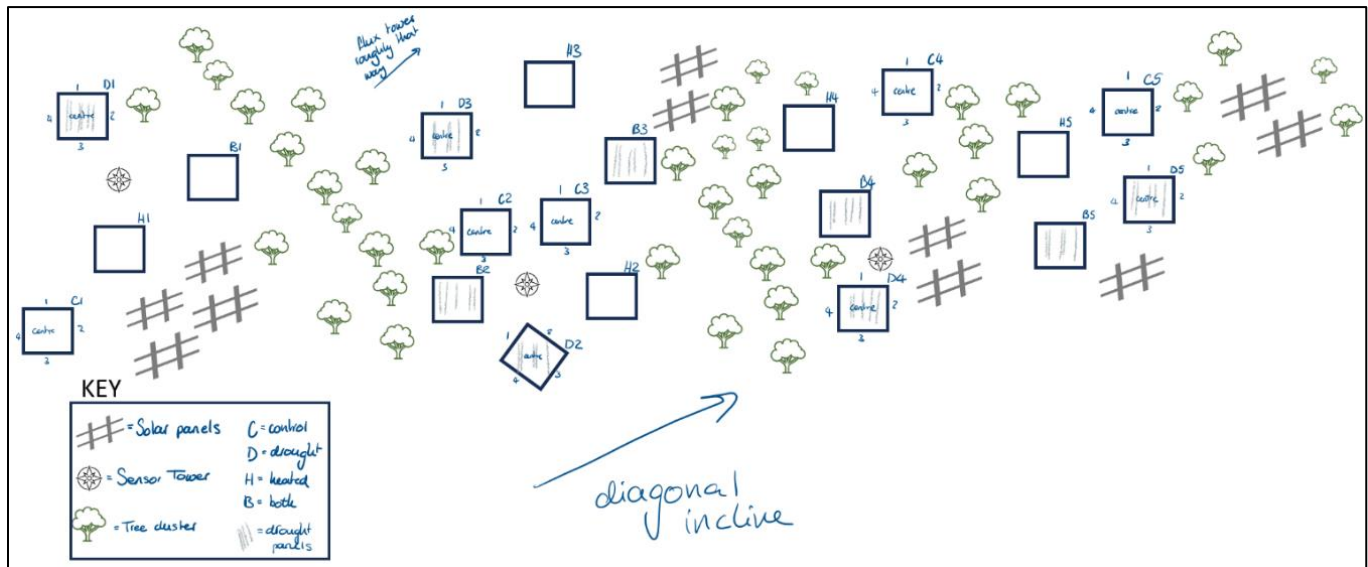 flux tower
roughly that
way
1 D1
4 centre 2
3
B1
H1
1 C1
4 centre 2
3
1 D3
4 centre 2
3
H3
B3
1 C2
4 centre 2
3
1 C3
4 centre 2
3
B2
H2
1 2 D2
centre
4 3
H4
1 C4
4 centre 2
3
B4
1 D4
4 centre 2
3
H5
1 C5
4 centre 2
3
1 D5
4 centre 2
3
B5
diagonal
incline
KEY
= Solar panels
= Sensor Tower
= Tree cluster
C = control
D = drought
H = heated
B = both
= drought
panels